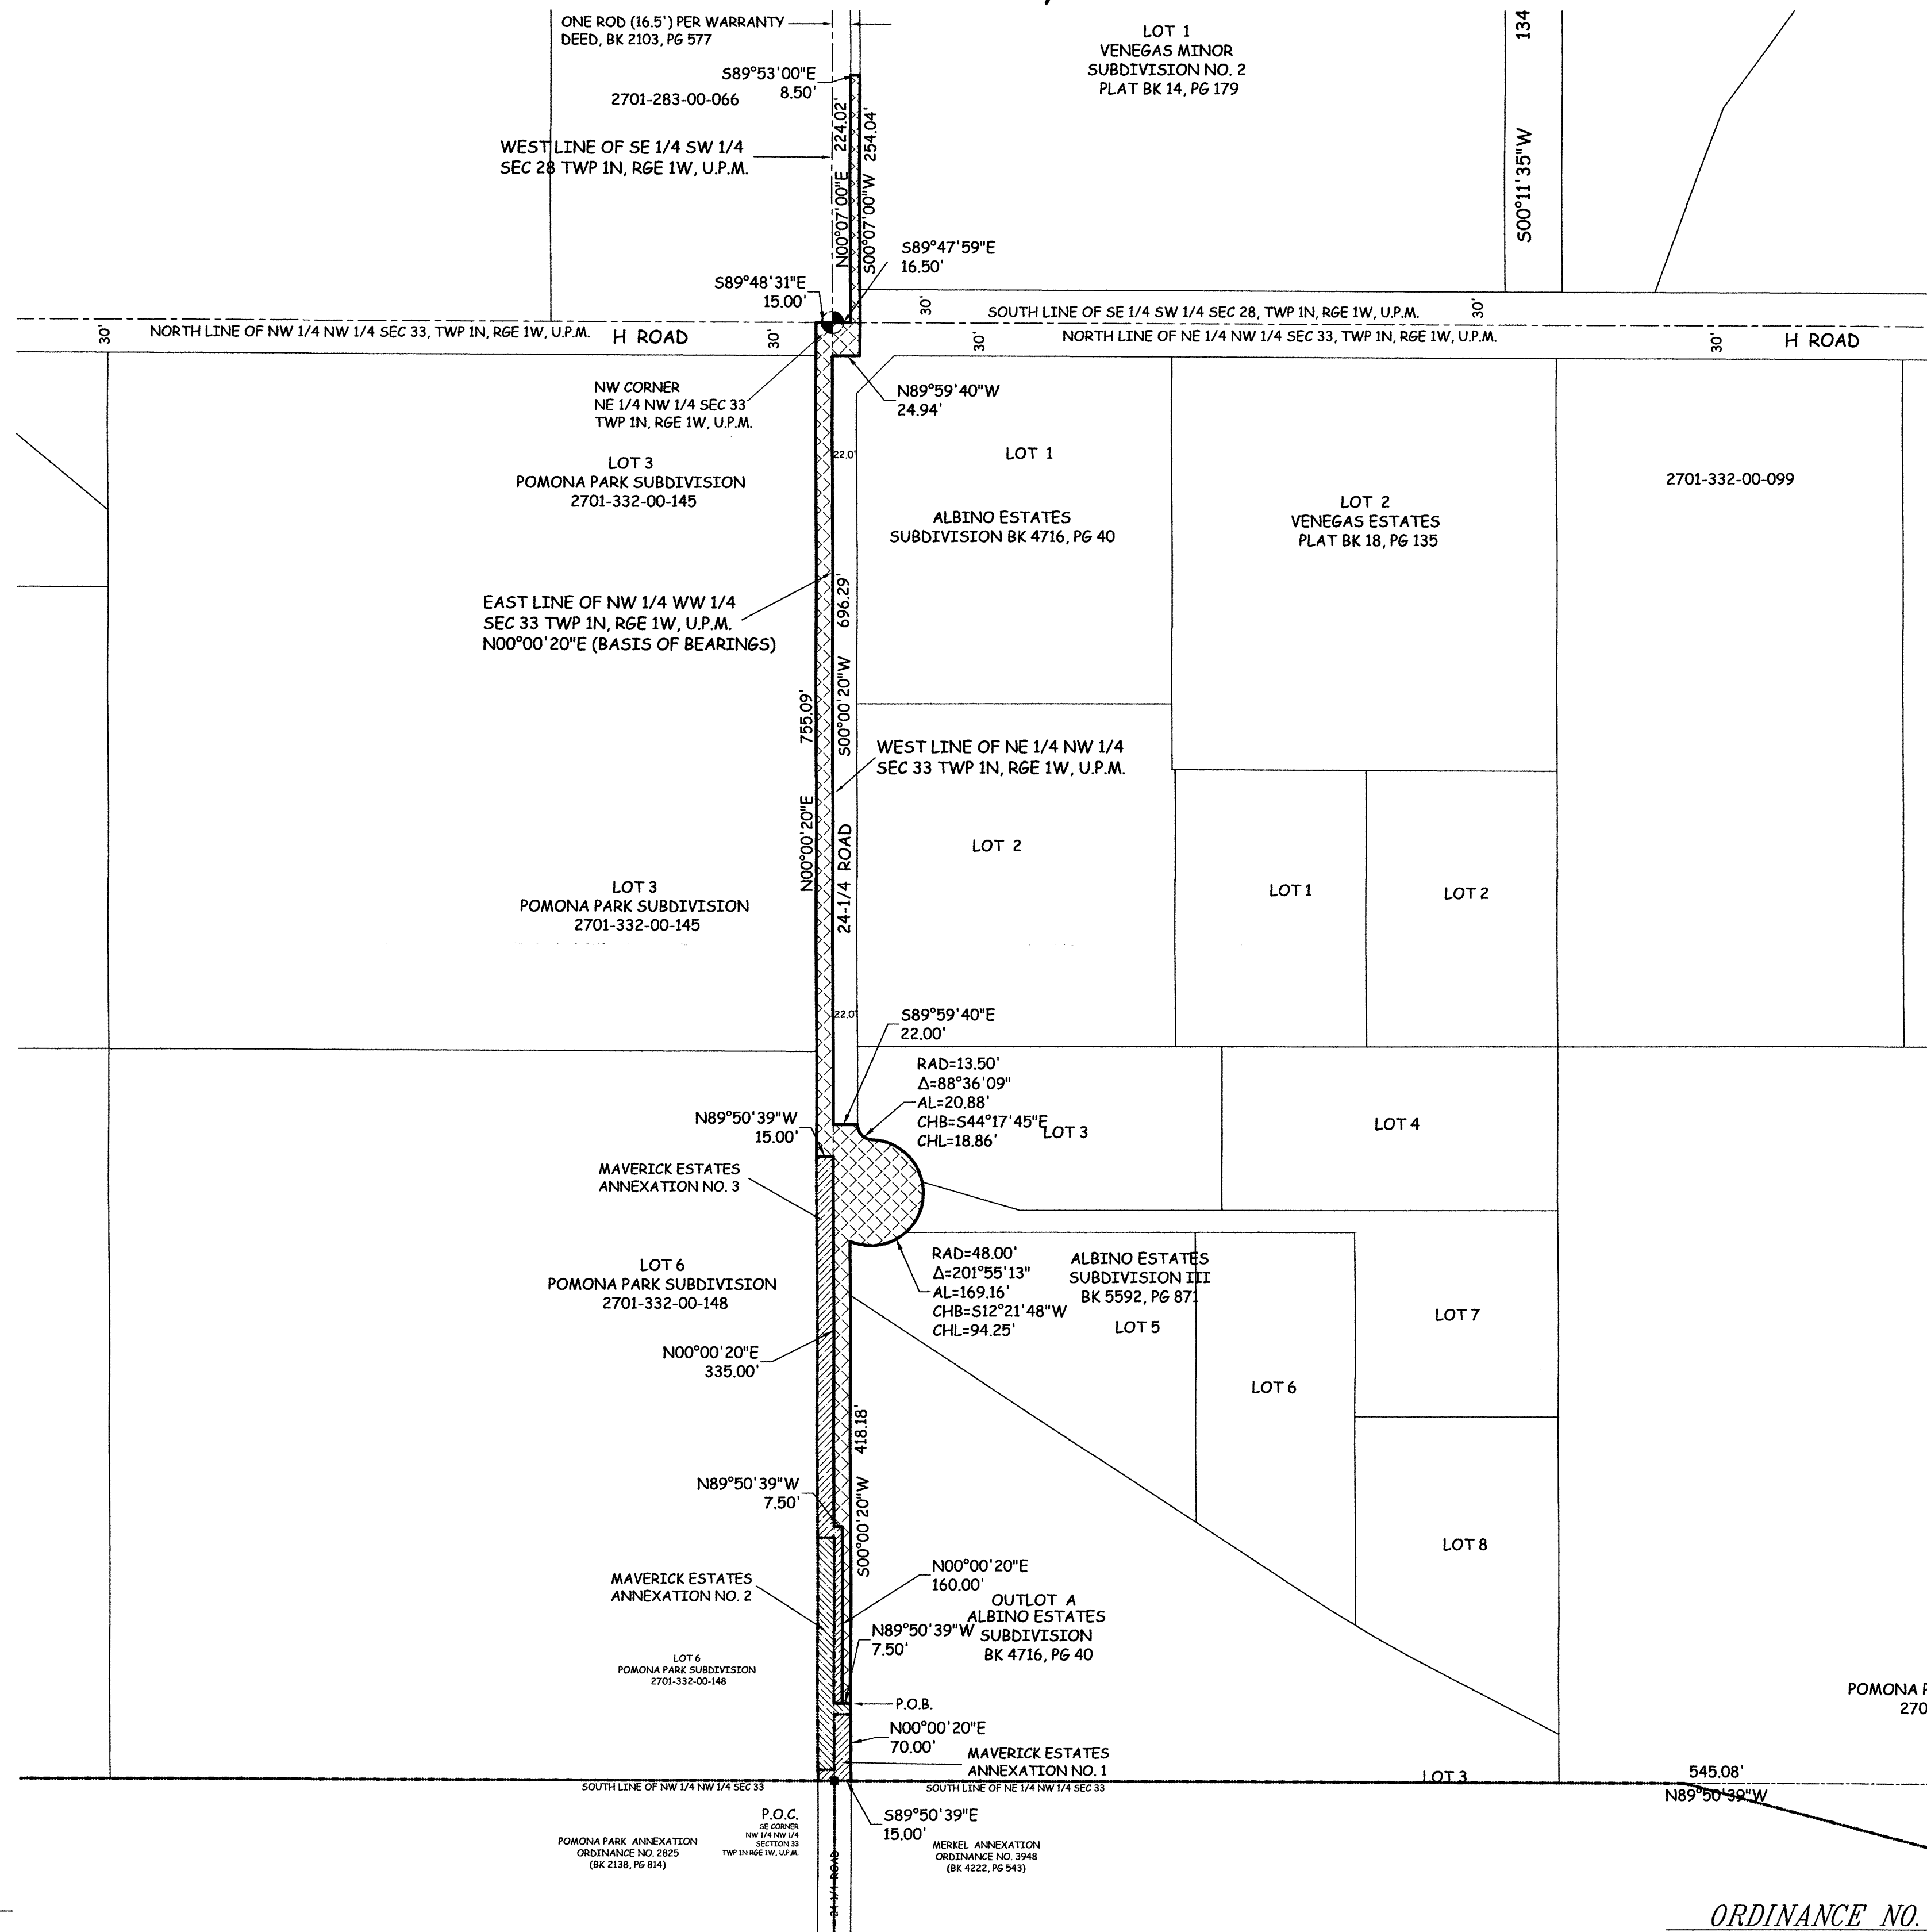 ONE ROD (16.5') PER WARRANTY
DEED, BK 2103, PG 577
LOT 1
VENEGAS MINOR
SUBDIVISION NO. 2
PLAT BK 14, PG 179
134
S00°11'35"W
S89°53'00"E
8.50'
2701-283-00-066
N00°07'00"E 224.02'
S00°07'00"W 254.04'
WEST LINE OF SE 1/4 SW 1/4
SEC 28 TWP 1N, RGE 1W, U.P.M.
S89°47'59"E
16.50'
S89°48'31"E
15.00'
30'
30'
SOUTH LINE OF SE 1/4 SW 1/4 SEC 28, TWP 1N, RGE 1W, U.P.M.
30'
NORTH LINE OF NW 1/4 NW 1/4 SEC 33, TWP 1N, RGE 1W, U.P.M.
H ROAD
30'
30'
NORTH LINE OF NE 1/4 NW 1/4 SEC 33, TWP 1N, RGE 1W, U.P.M.
30'
H ROAD
NW CORNER
NE 1/4 NW 1/4 SEC 33
TWP 1N, RGE 1W, U.P.M.
N89°59'40"W
24.94'
LOT 3
POMONA PARK SUBDIVISION
2701-332-00-145
22.0'
LOT 1
ALBINO ESTATES
SUBDIVISION BK 4716, PG 40
LOT 2
VENEGAS ESTATES
PLAT BK 18, PG 135
2701-332-00-099
EAST LINE OF NW 1/4 WW 1/4
SEC 33 TWP 1N, RGE 1W, U.P.M.
N00°00'20"E (BASIS OF BEARINGS)
S00°00'20"W 696.29'
N00°00'20"E 755.09'
WEST LINE OF NE 1/4 NW 1/4
SEC 33 TWP 1N, RGE 1W, U.P.M.
24-1/4 ROAD
LOT 2
LOT 1
LOT 2
LOT 3
POMONA PARK SUBDIVISION
2701-332-00-145
22.0'
S89°59'40"E
22.00'
RAD=13.50'
Δ=88°36'09"
AL=20.88'
CHB=S44°17'45"E
CHL=18.86'
LOT 3
LOT 4
N89°50'39"W
15.00'
MAVERICK ESTATES
ANNEXATION NO. 3
RAD=48.00'
Δ=201°55'13"
AL=169.16'
CHB=S12°21'48"W
CHL=94.25'
ALBINO ESTATES
SUBDIVISION III
BK 5592, PG 871
LOT 5
LOT 6
POMONA PARK SUBDIVISION
2701-332-00-148
LOT 7
N00°00'20"E
335.00'
LOT 6
S00°00'20"W 418.18'
N89°50'39"W
7.50'
LOT 8
N00°00'20"E
160.00'
MAVERICK ESTATES
ANNEXATION NO. 2
OUTLOT A
ALBINO ESTATES
SUBDIVISION
BK 4716, PG 40
N89°50'39"W
7.50'
LOT 6
POMONA PARK SUBDIVISION
2701-332-00-148
P.O.B.
POMONA P
270
N00°00'20"E
70.00'
MAVERICK ESTATES
ANNEXATION NO. 1
SOUTH LINE OF NW 1/4 NW 1/4 SEC 33
SOUTH LINE OF NE 1/4 NW 1/4 SEC 33
LOT 3
545.08'
N89°50'39"W
P.O.C.
SE CORNER
NW 1/4 NW 1/4
SECTION 33
TWP 1N RGE 1W, U.P.M.
S89°50'39"E
15.00'
POMONA PARK ANNEXATION
ORDINANCE NO. 2825
(BK 2138, PG 814)
MERKEL ANNEXATION
ORDINANCE NO. 3948
(BK 4222, PG 543)
24 1/4 ROAD
ORDINANCE NO.